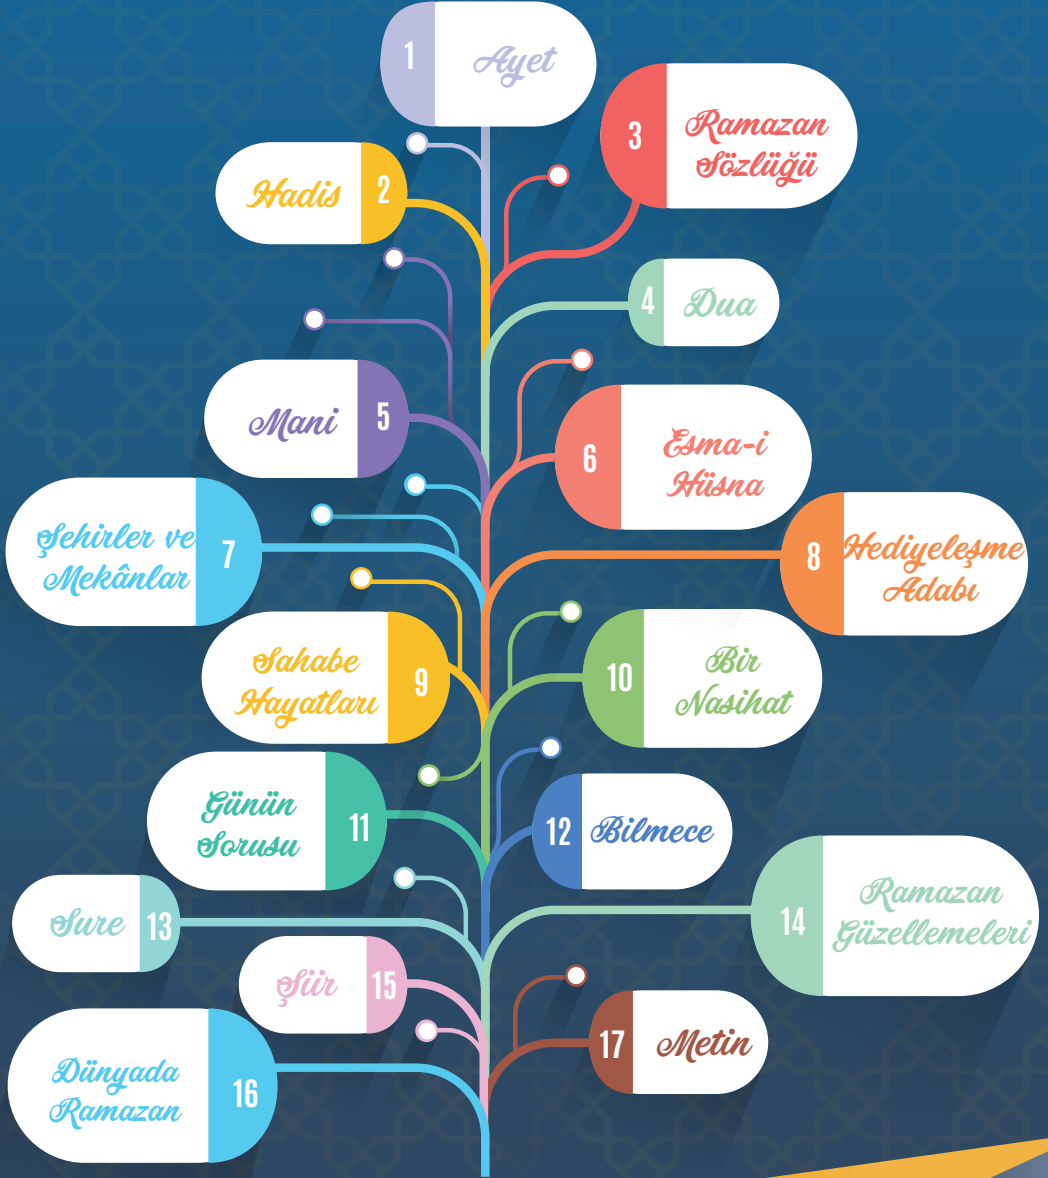 1
Ayet
2
Hadis
3
Ramazan
Sözlüğü
4
Dua
5
Mani
6
Esma-i
Hüsna
7
Şehirler ve
Mekânlar
8
Hediyeleşme
Adabı
9
Sahabe
Hayatları
10
Bir
Nasihat
11
Günün
Sorusu
12
Bilmece
13
Sure
14
Ramazan
Güzellemeleri
15
Şiir
16
Dünyada
Ramazan
17
Metin